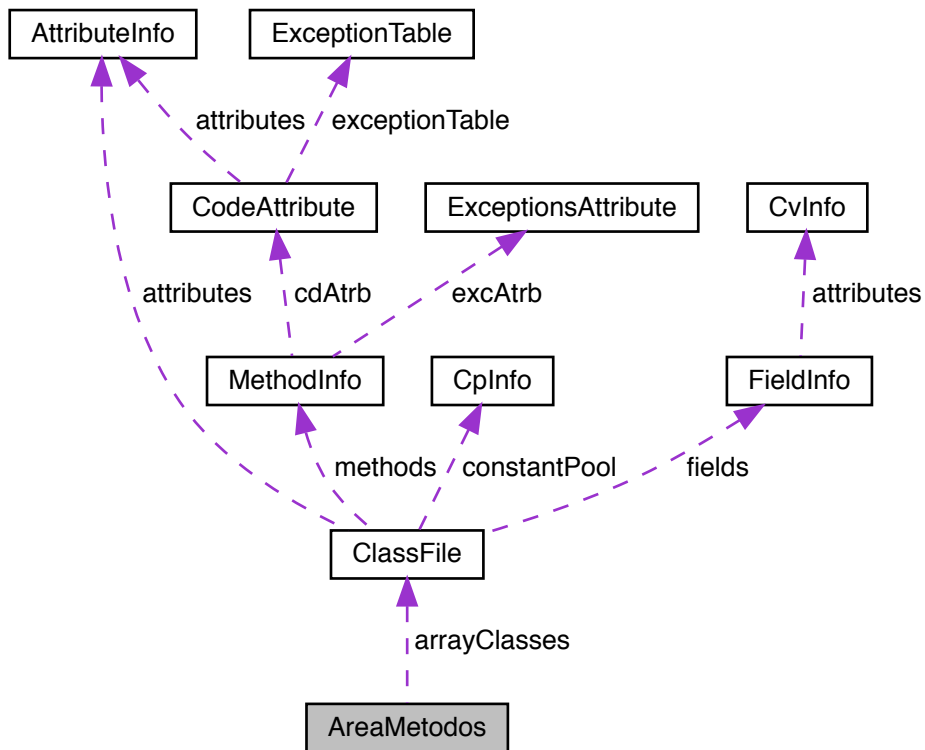 AttributeInfo
ExceptionTable
attributes
exceptionTable
CodeAttribute
ExceptionsAttribute
CvInfo
attributes
cdAtrb
excAtrb
attributes
MethodInfo
CpInfo
FieldInfo
methods
constantPool
fields
ClassFile
arrayClasses
AreaMetodos